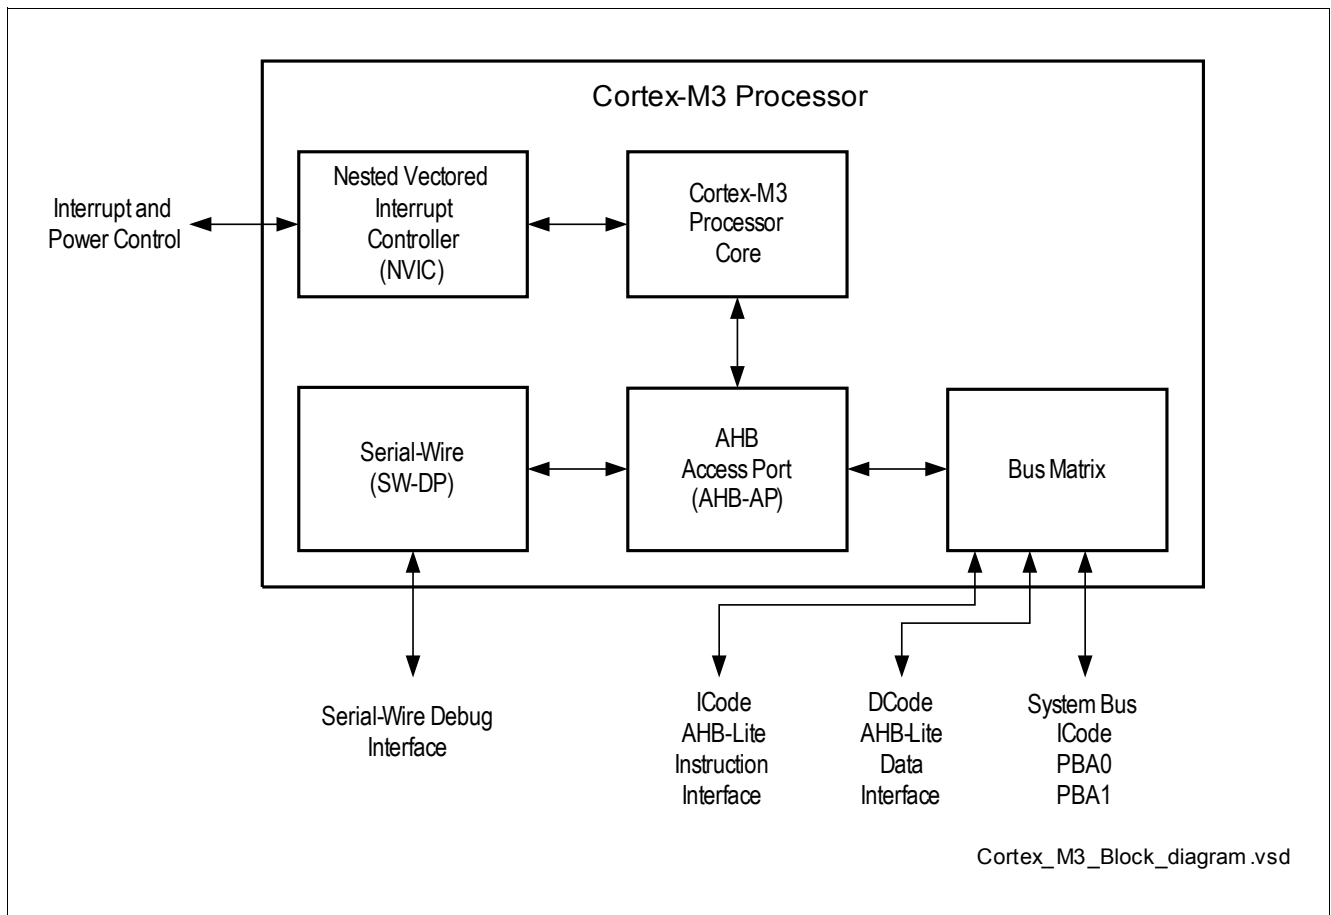 Cortex-M3 Processor
Nested Vectored
Interrupt
Controller
(NVIC)
Cortex-M3
Processor
Core
Interrupt and
Power Control
Serial-Wire
(SW-DP)
AHB
Access Port
(AHB-AP)
Bus Matrix
Serial-Wire Debug
Interface
ICode
AHB-Lite
Instruction
Interface
DCode
AHB-Lite
Data
Interface
System Bus
ICode
PBA0
PBA1
Cortex_M3_Block_diagram.vsd